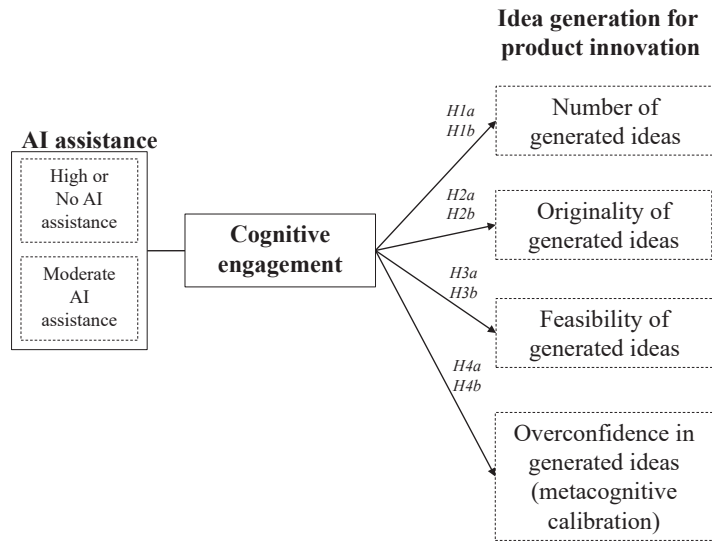 Idea generation for
product innovation
AI assistance
High or
No AI
assistance
Moderate
AI
assistance
Cognitive
engagement
H1a
H1b
H2a
H2b
H3a
H3b
H4a
H4b
Number of
generated ideas
Originality of
generated ideas
Feasibility of
generated ideas
Overconfidence in
generated ideas
(metacognitive
calibration)